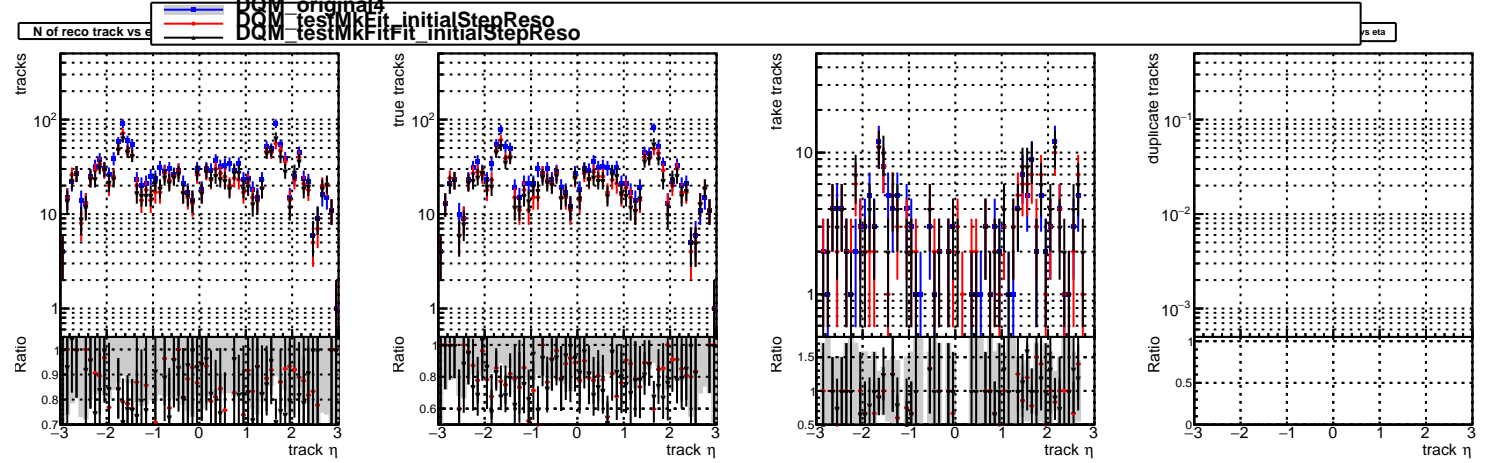 DQM_original4
DQM_testMkFit_initialStepReso
DQM_testMkFitFit_initialStepReso
N of reco track vs e
vs eta
tracks
10²
10
1
Ratio
1
0.9
0.8
0.7
−3 −2 −1 0 1 2 3
track η
true tracks
10²
10
1
Ratio
1
0.8
0.6
−3 −2 −1 0 1 2 3
track η
fake tracks
10
1
Ratio
1.5
1
0.5
−3 −2 −1 0 1 2 3
track η
duplicate tracks
10⁻¹
10⁻²
10⁻³
Ratio
1
0.5
0
−3 −2 −1 0 1 2 3
track η